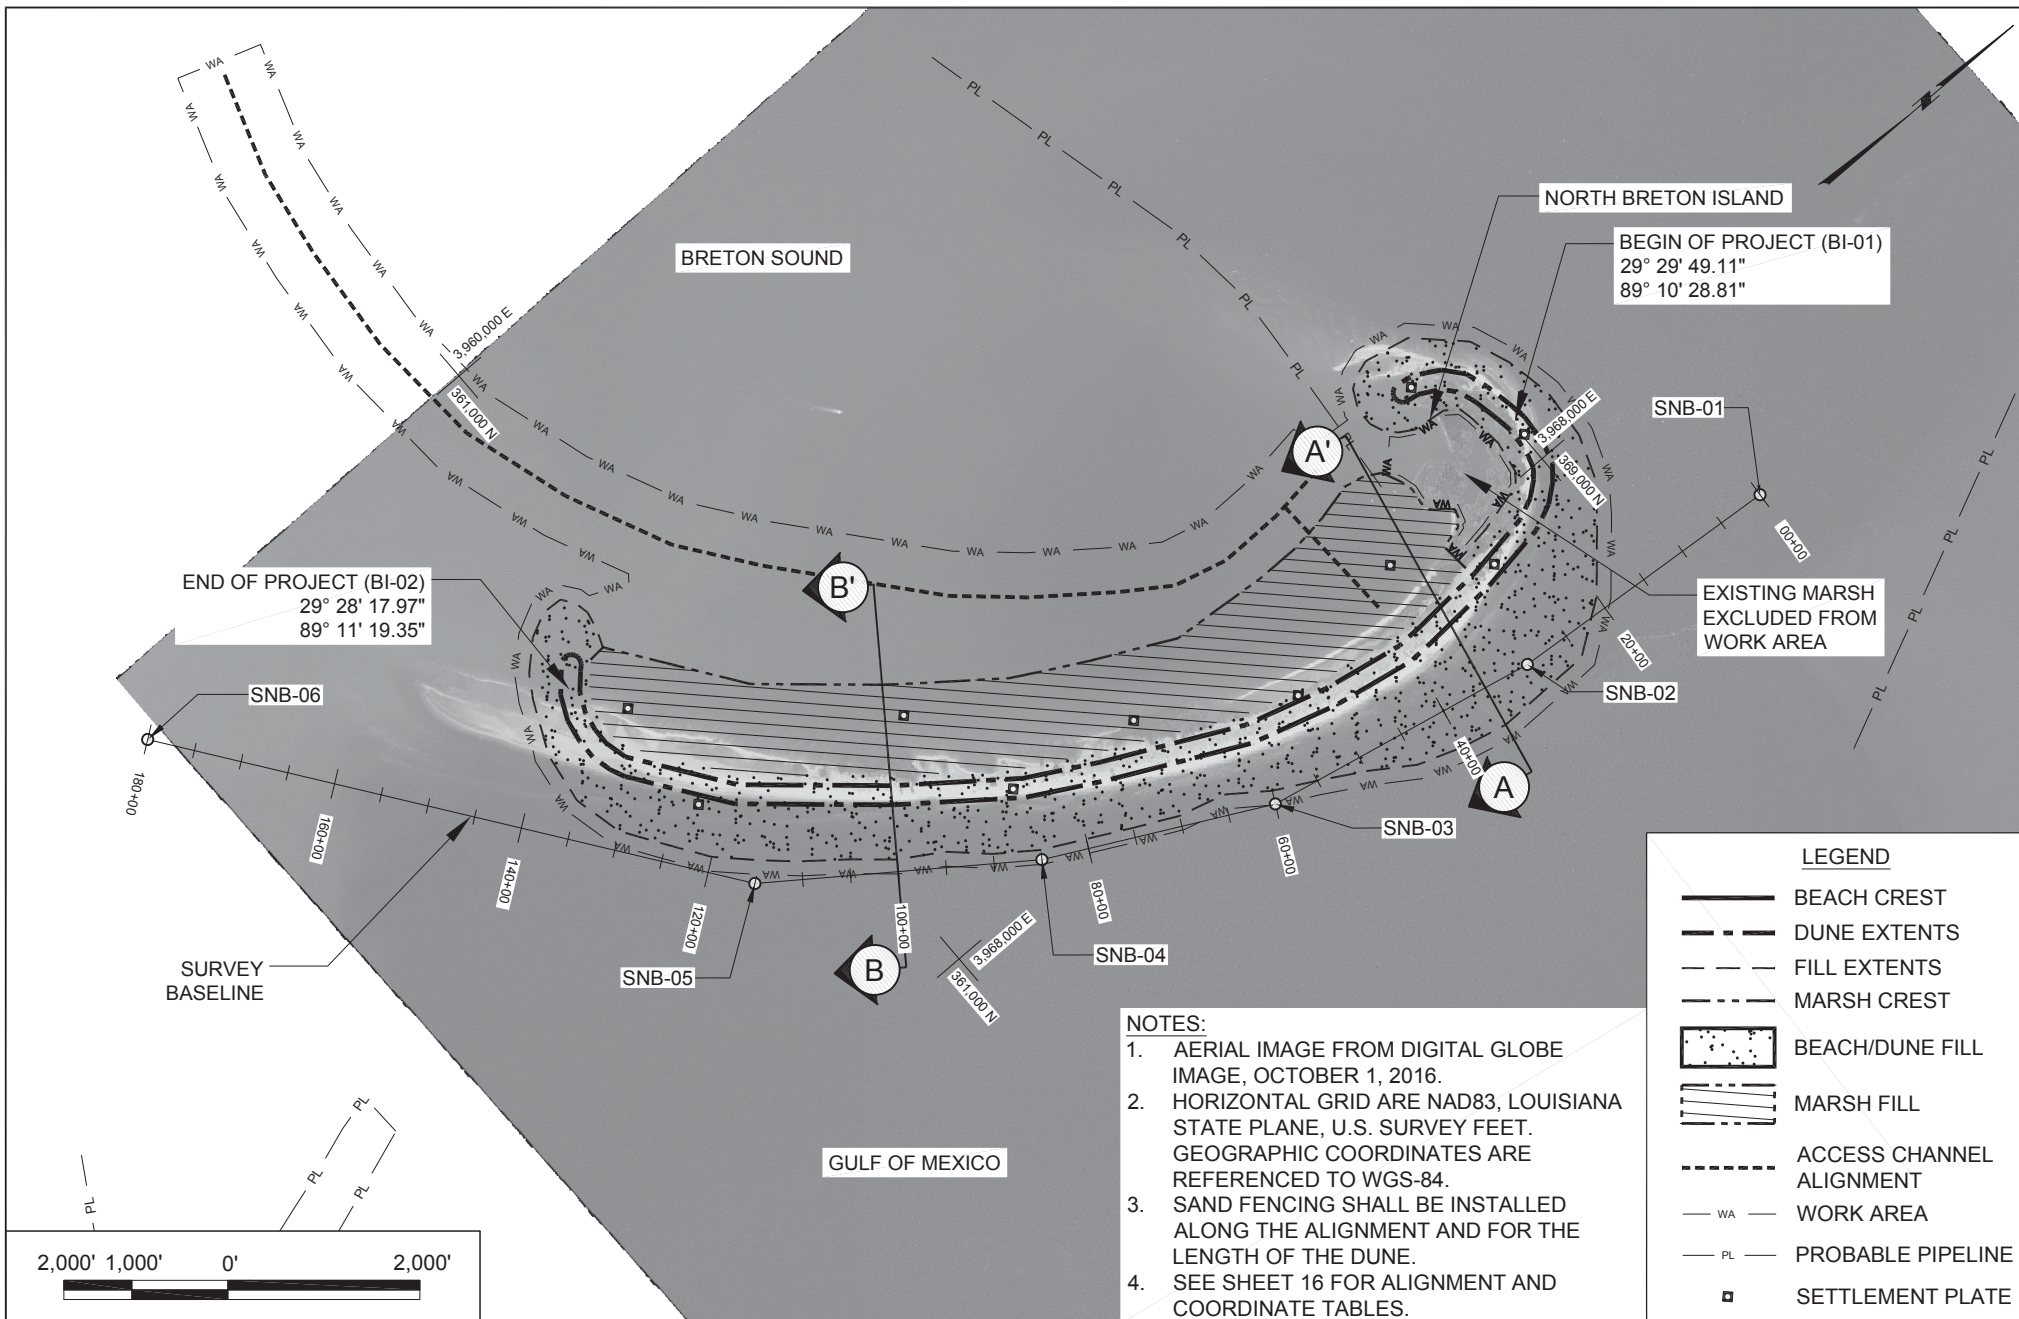 BRETON SOUND
NORTH BRETON ISLAND
BEGIN OF PROJECT (BI-01)
29° 29' 49.11"
89° 10' 28.81"
3,960,000 E
361,000 N
3,968,000 E
369,000 N
SNB-01
00+00
A'
B'
END OF PROJECT (BI-02)
29° 28' 17.97"
89° 11' 19.35"
EXISTING MARSH
EXCLUDED FROM
WORK AREA
20+00
SNB-02
SNB-06
180+00
160+00
140+00
120+00
100+00
80+00
60+00
40+00
A
SNB-03
SNB-04
SNB-05
B
3,968,000 E
361,000 N
SURVEY
BASELINE
GULF OF MEXICO
WA
PL
2,000' 1,000' 0' 2,000'
NOTES:
1. AERIAL IMAGE FROM DIGITAL GLOBE
IMAGE, OCTOBER 1, 2016.
2. HORIZONTAL GRID ARE NAD83, LOUISIANA
STATE PLANE, U.S. SURVEY FEET.
GEOGRAPHIC COORDINATES ARE
REFERENCED TO WGS-84.
3. SAND FENCING SHALL BE INSTALLED
ALONG THE ALIGNMENT AND FOR THE
LENGTH OF THE DUNE.
4. SEE SHEET 16 FOR ALIGNMENT AND
COORDINATE TABLES.
LEGEND
BEACH CREST
DUNE EXTENTS
FILL EXTENTS
MARSH CREST
BEACH/DUNE FILL
MARSH FILL
ACCESS CHANNEL
ALIGNMENT
WA WORK AREA
PL PROBABLE PIPELINE
SETTLEMENT PLATE